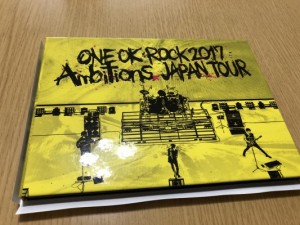 ONE OK ROCK 2017
Ambitions JAPAN TOUR